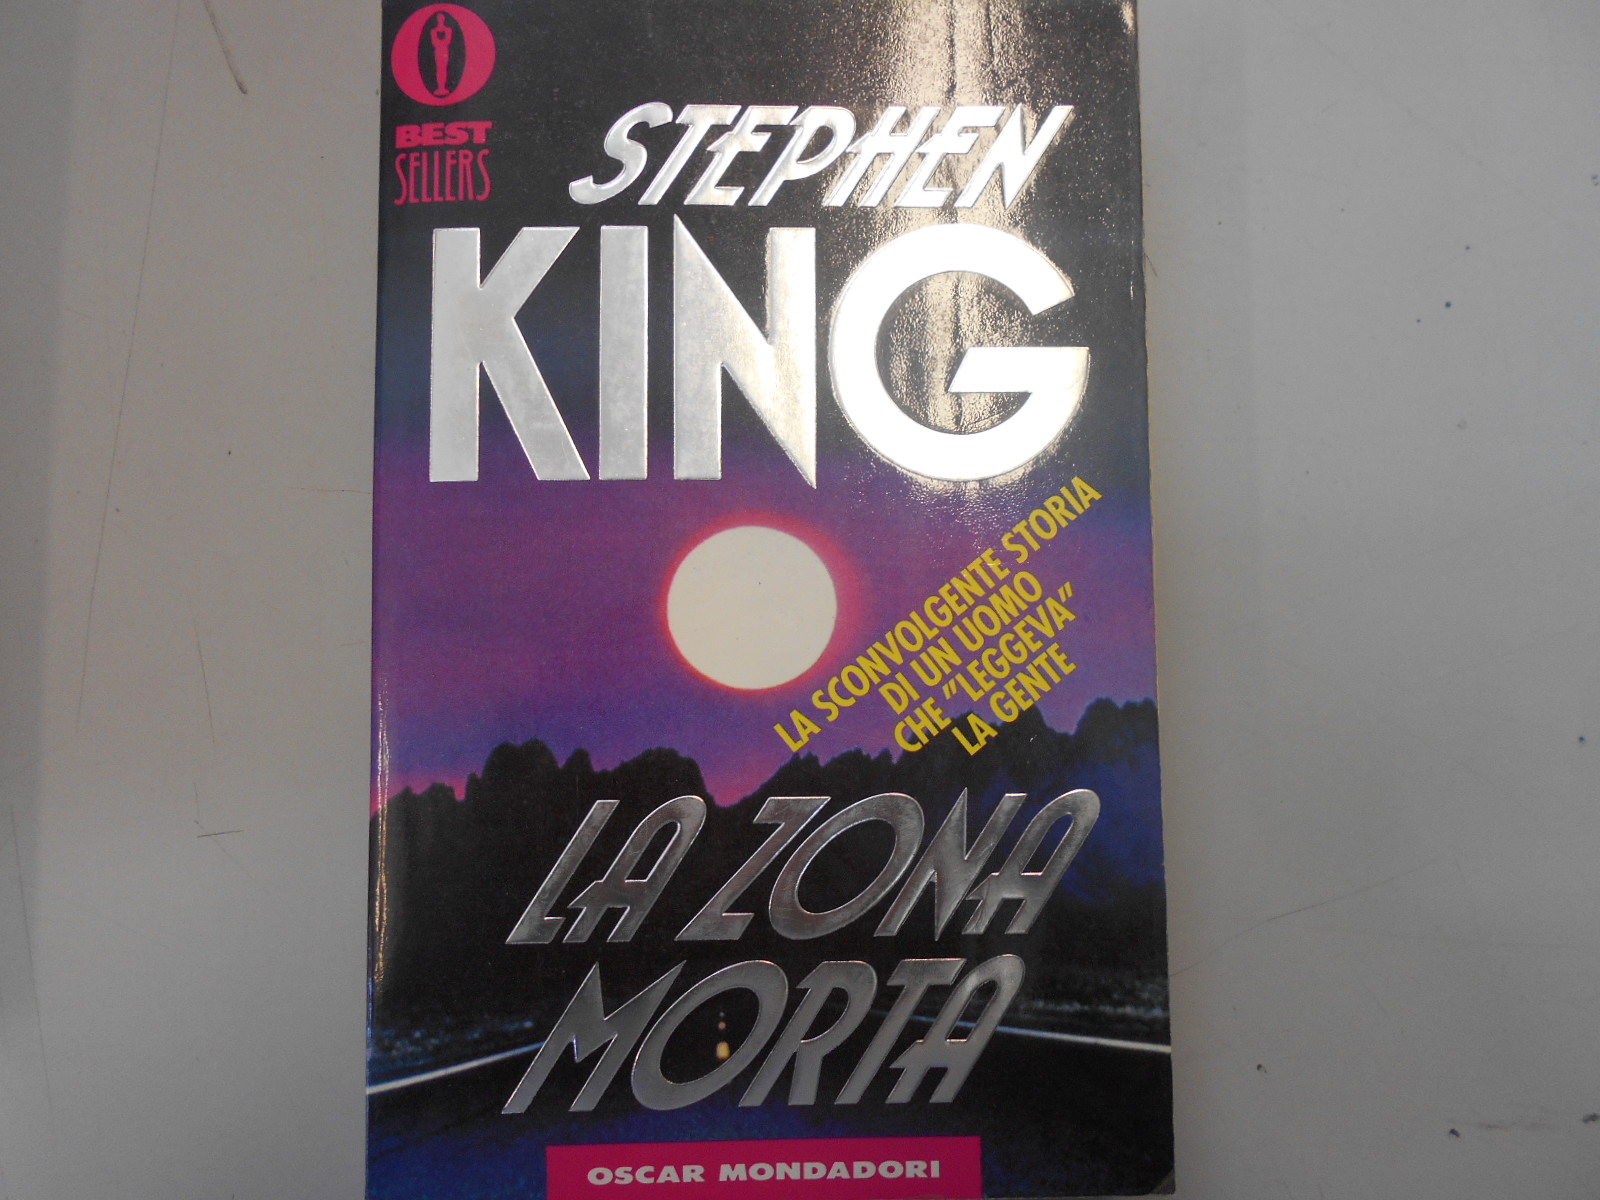 BEST
SELLERS
STEPHEN
KING
LA SCONVOLGENTE STORIA
DI UN UOMO
CHE "LEGGEVA"
LA GENTE
LA ZONA
MORTA
OSCAR MONDADORI